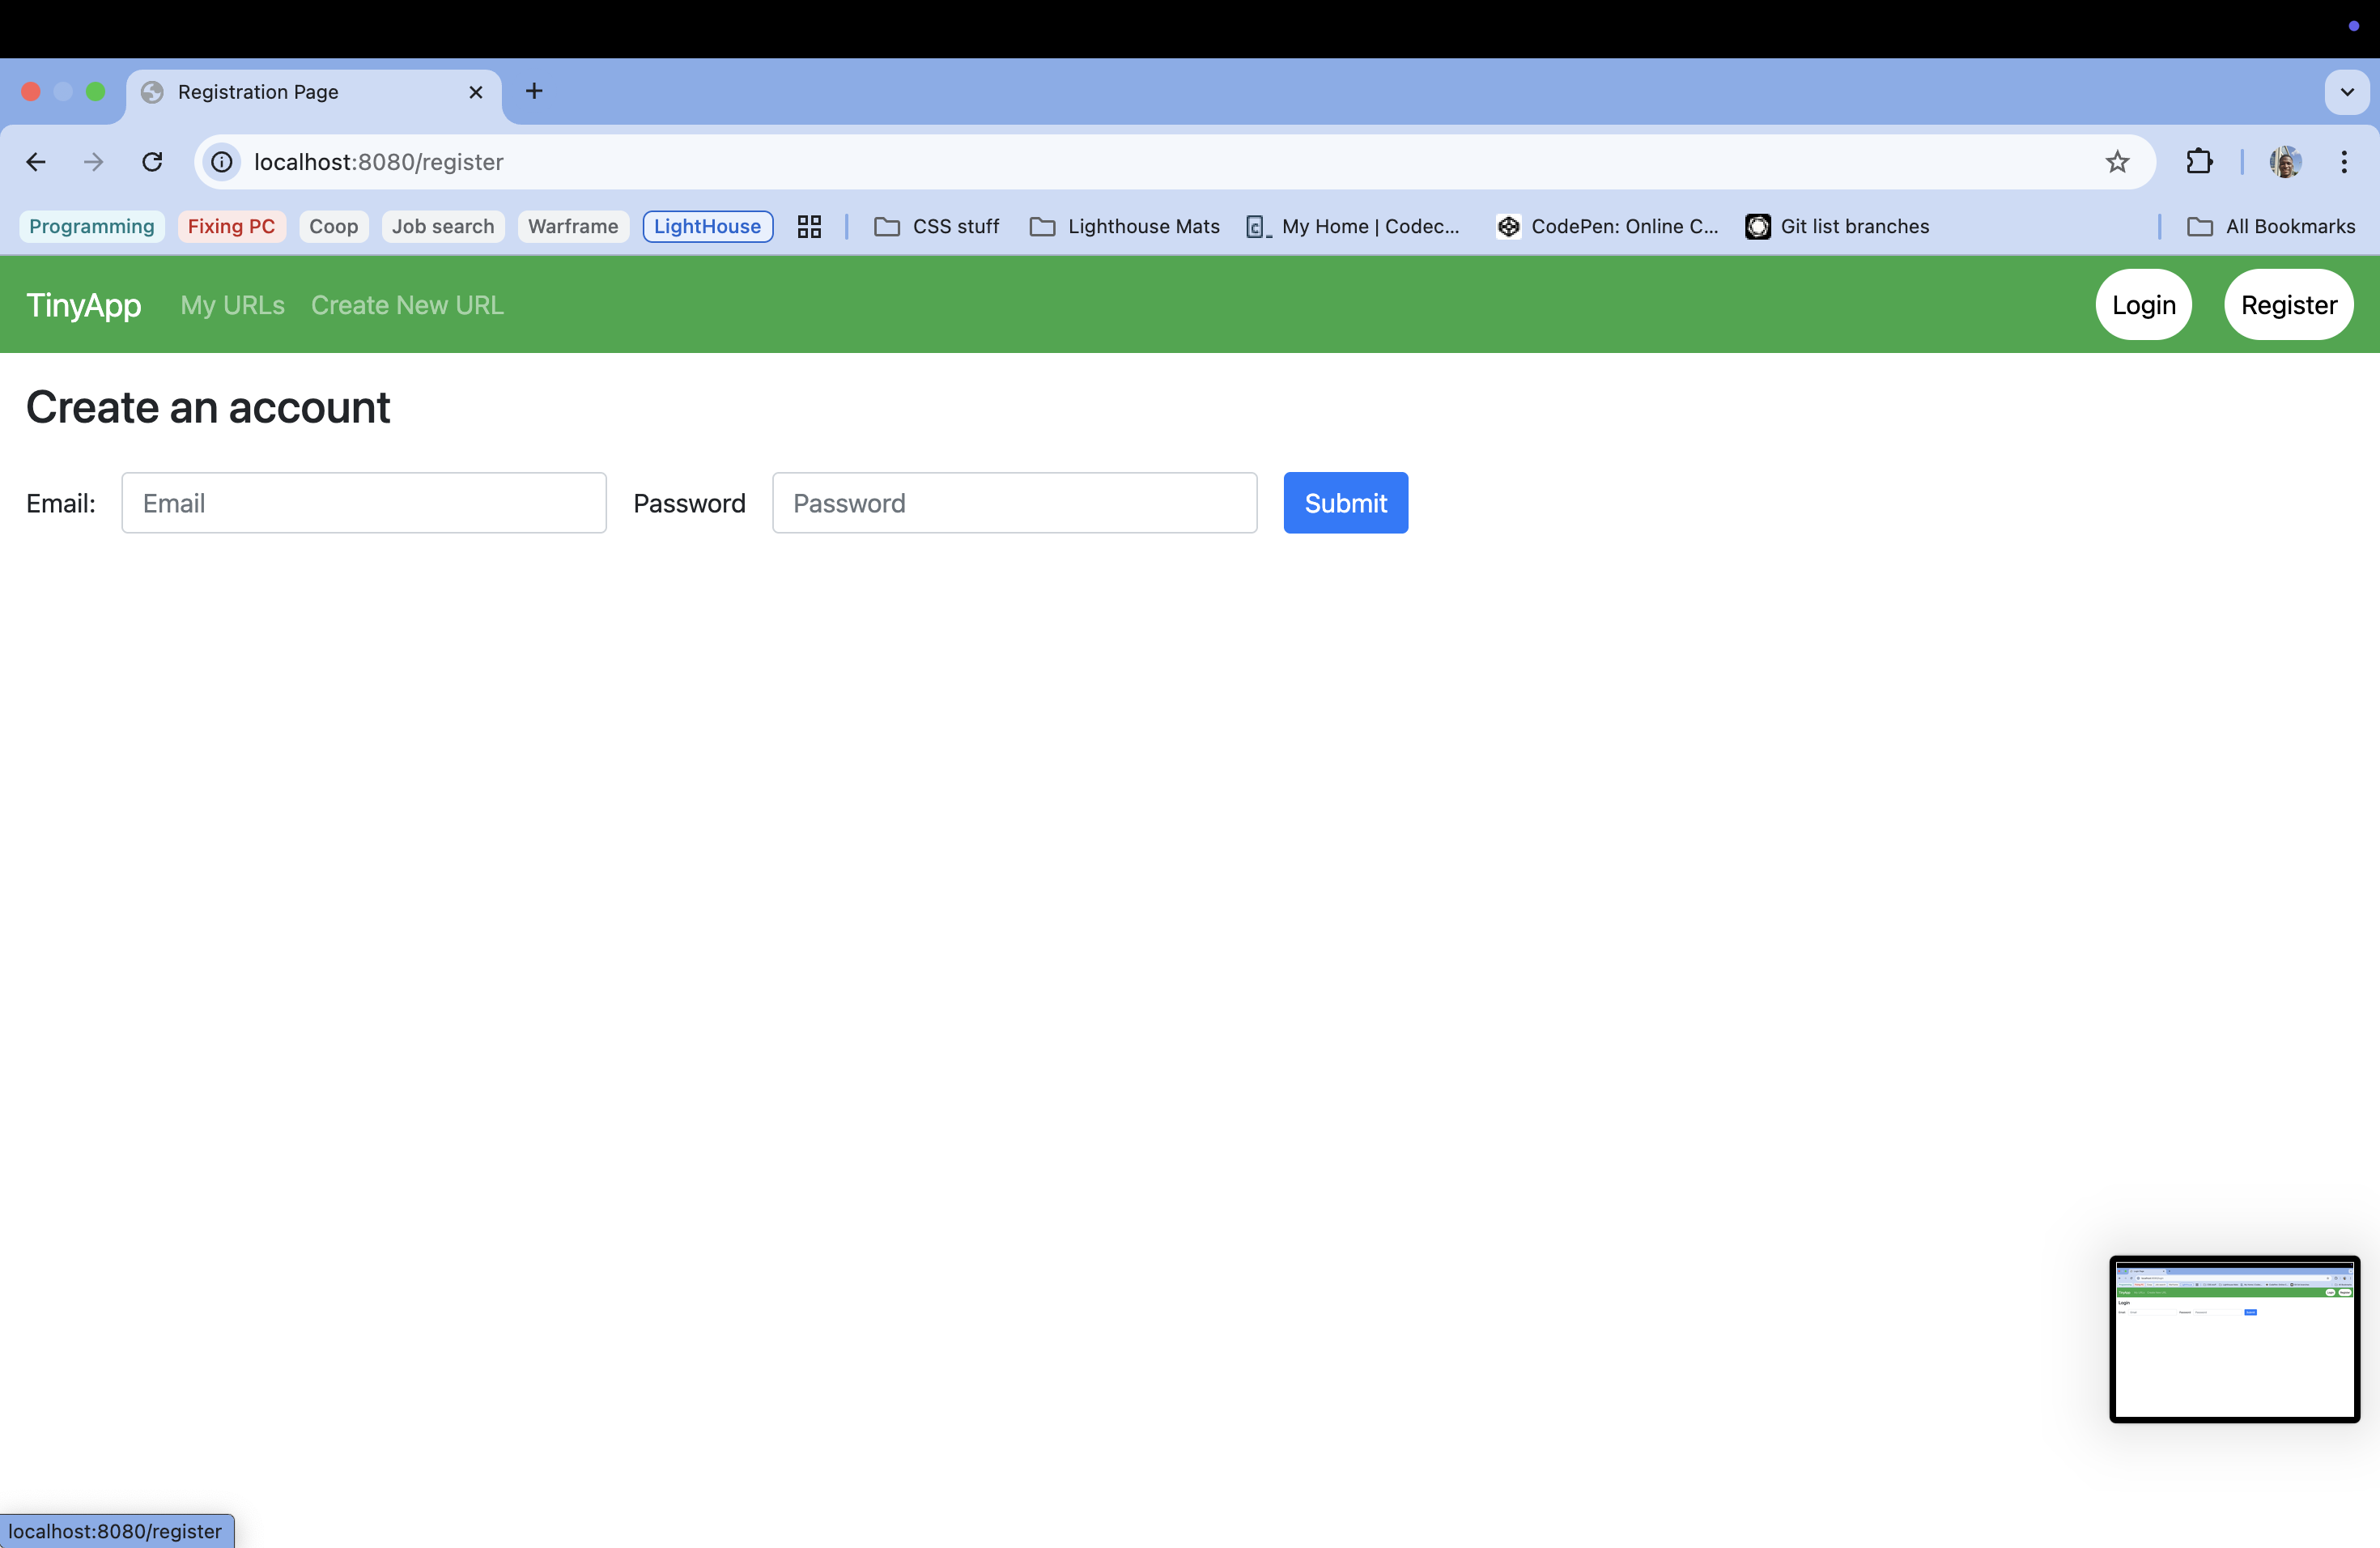 Registration Page
localhost:8080/register
Programming Fixing PC Coop Job search Warframe LightHouse CSS stuff Lighthouse Mats My Home | Codec... CodePen: Online C... Git list branches All Bookmarks
TinyApp My URLs Create New URL Login Register
Create an account
Email: Email Password Password Submit
Login
localhost:8080/register